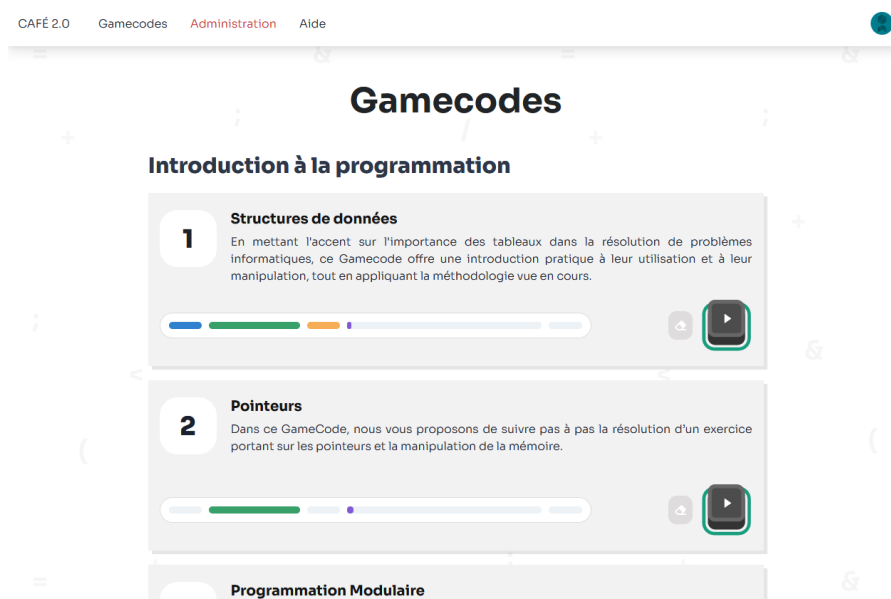 CAFÉ 2.0 Gamecodes Administration Aide
Gamecodes
Introduction à la programmation
1
Structures de données
En mettant l'accent sur l'importance des tableaux dans la résolution de problèmes
informatiques, ce Gamecode offre une introduction pratique à leur utilisation et à leur
manipulation, tout en appliquant la méthodologie vue en cours.
2
Pointeurs
Dans ce GameCode, nous vous proposons de suivre pas à pas la résolution d'un exercice
portant sur les pointeurs et la manipulation de la mémoire.
Programmation Modulaire